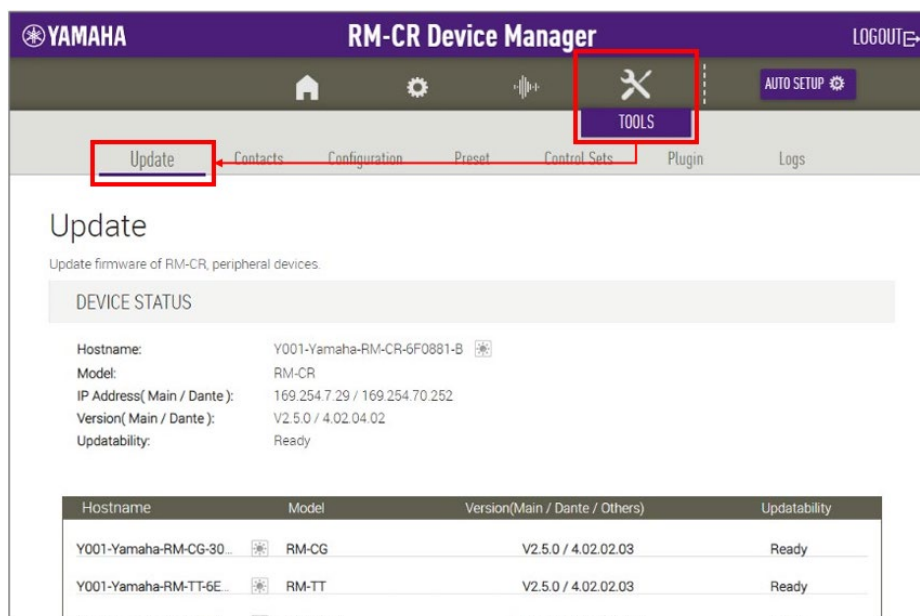 YAMAHA RM-CR Device Manager LOGOUT
AUTO SETUP
TOOLS
Update Contacts Configuration Preset Control Sets Plugin Logs
Update
Update firmware of RM-CR, peripheral devices.
DEVICE STATUS
Hostname: Y001-Yamaha-RM-CR-6F0881-B
Model: RM-CR
IP Address( Main / Dante ): 169.254.7.29 / 169.254.70.252
Version( Main / Dante ): V2.5.0 / 4.02.04.02
Updatability: Ready
Hostname Model Version(Main / Dante / Others) Updatability
Y001-Yamaha-RM-CG-30... RM-CG V2.5.0 / 4.02.02.03 Ready
Y001-Yamaha-RM-TT-6E... RM-TT V2.5.0 / 4.02.02.03 Ready